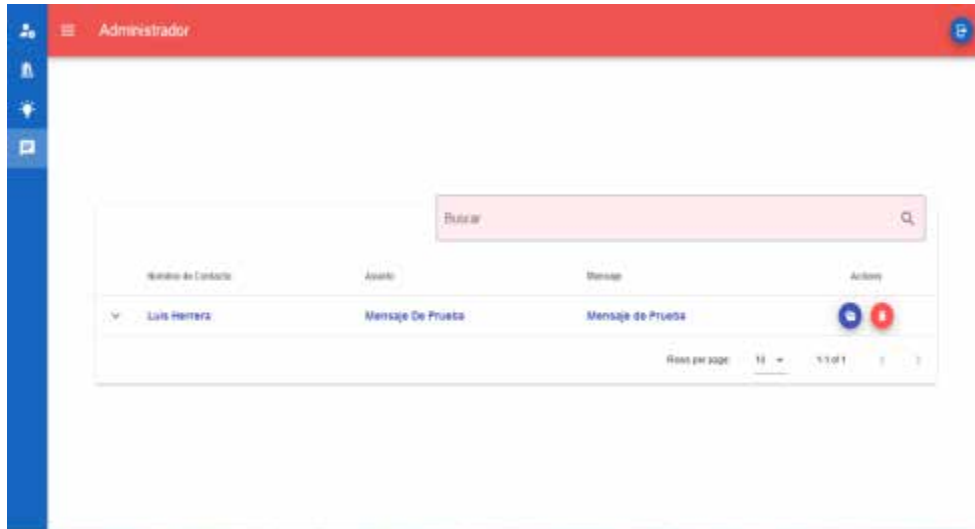 Administrador
Buscar
Nombre de Contacto Asunto Mensaje Actions
Luis Herrera Mensaje De Prueba Mensaje de Prueba
Rows per page: 10 1-1 of 1